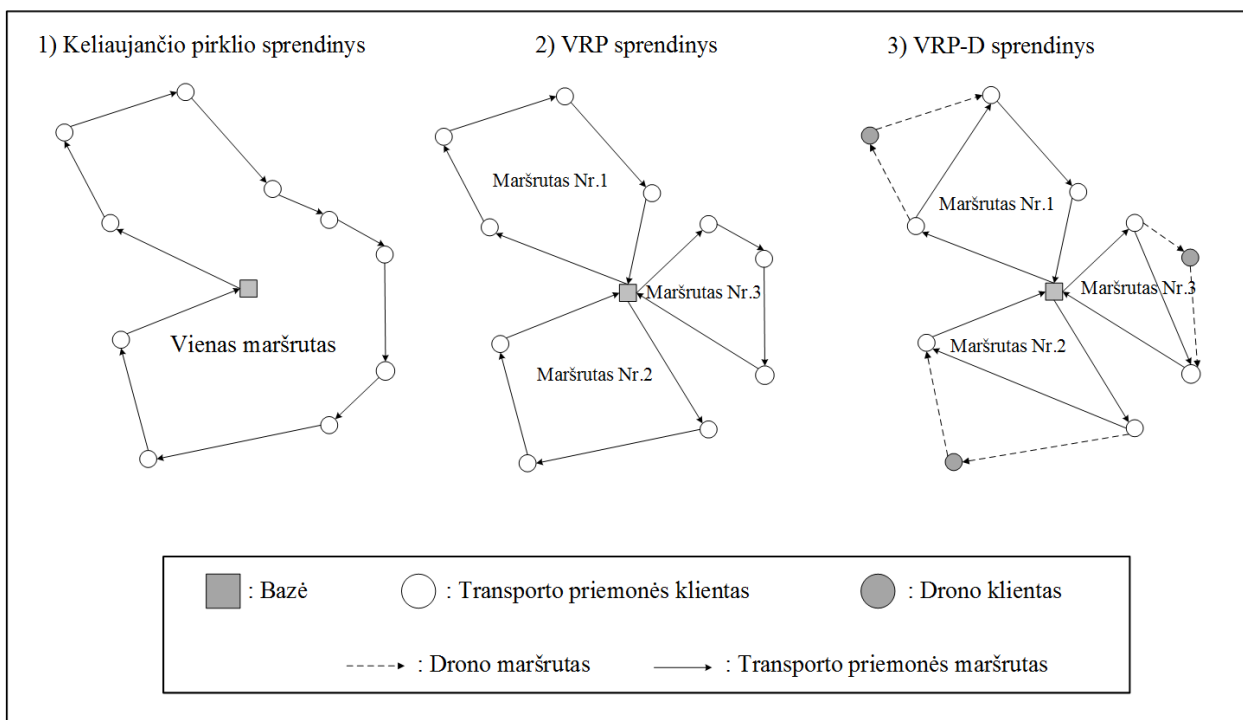 1) Keliaujančio pirklio sprendinys
2) VRP sprendinys
3) VRP-D sprendinys
Vienas maršrutas
Maršrutas Nr.1
Maršrutas Nr.3
Maršrutas Nr.2
Maršrutas Nr.1
Maršrutas Nr.3
Maršrutas Nr.2
: Bazė
: Transporto priemonės klientas
: Drono klientas
: Drono maršrutas
: Transporto priemonės maršrutas